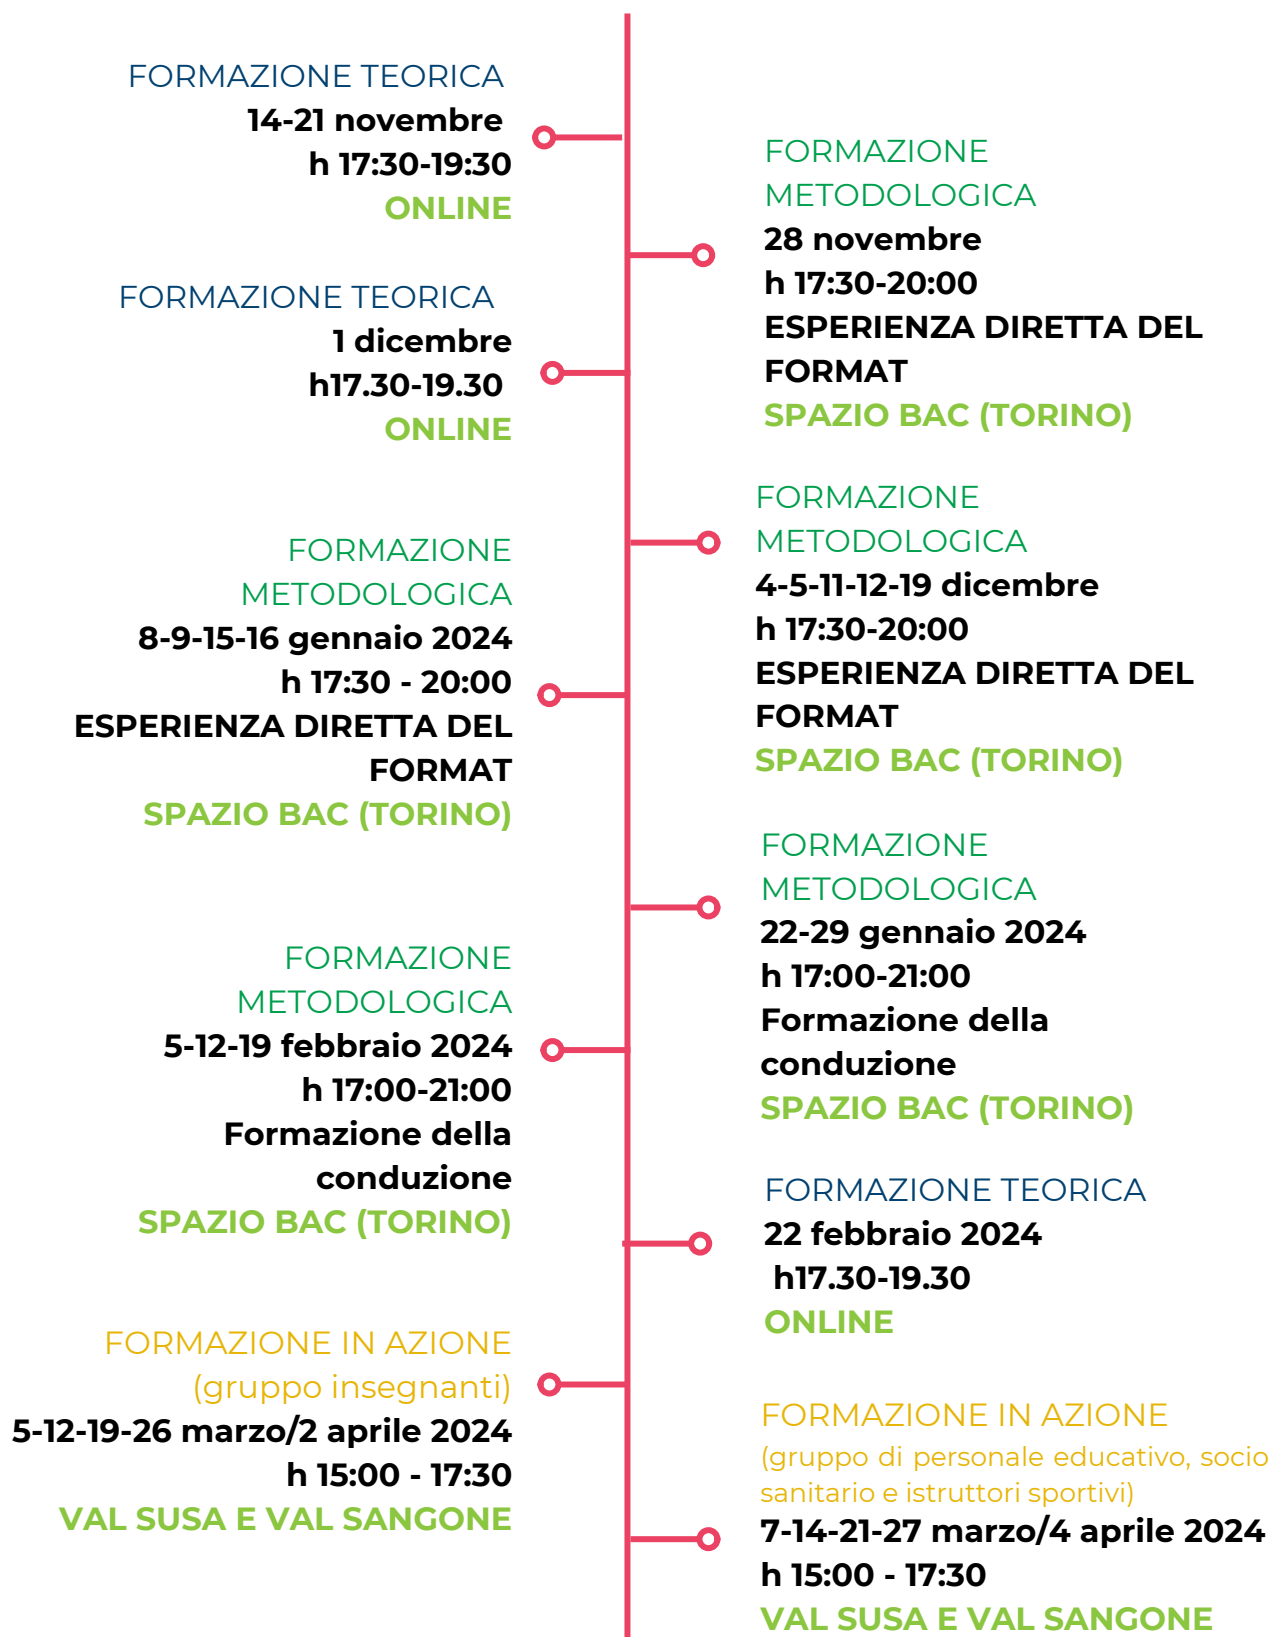 FORMAZIONE TEORICA
14-21 novembre
h 17:30-19:30
ONLINE
FORMAZIONE
METODOLOGICA
28 novembre
h 17:30-20:00
ESPERIENZA DIRETTA DEL
FORMAT
SPAZIO BAC (TORINO)
FORMAZIONE TEORICA
1 dicembre
h17.30-19.30
ONLINE
FORMAZIONE
METODOLOGICA
4-5-11-12-19 dicembre
h 17:30-20:00
ESPERIENZA DIRETTA DEL
FORMAT
SPAZIO BAC (TORINO)
FORMAZIONE
METODOLOGICA
8-9-15-16 gennaio 2024
h 17:30 - 20:00
ESPERIENZA DIRETTA DEL
FORMAT
SPAZIO BAC (TORINO)
FORMAZIONE
METODOLOGICA
22-29 gennaio 2024
h 17:00-21:00
Formazione della
conduzione
SPAZIO BAC (TORINO)
FORMAZIONE
METODOLOGICA
5-12-19 febbraio 2024
h 17:00-21:00
Formazione della
conduzione
SPAZIO BAC (TORINO)
FORMAZIONE TEORICA
22 febbraio 2024
h17.30-19.30
ONLINE
FORMAZIONE IN AZIONE
(gruppo insegnanti)
5-12-19-26 marzo/2 aprile 2024
h 15:00 - 17:30
VAL SUSA E VAL SANGONE
FORMAZIONE IN AZIONE
(gruppo di personale educativo, socio
sanitario e istruttori sportivi)
7-14-21-27 marzo/4 aprile 2024
h 15:00 - 17:30
VAL SUSA E VAL SANGONE